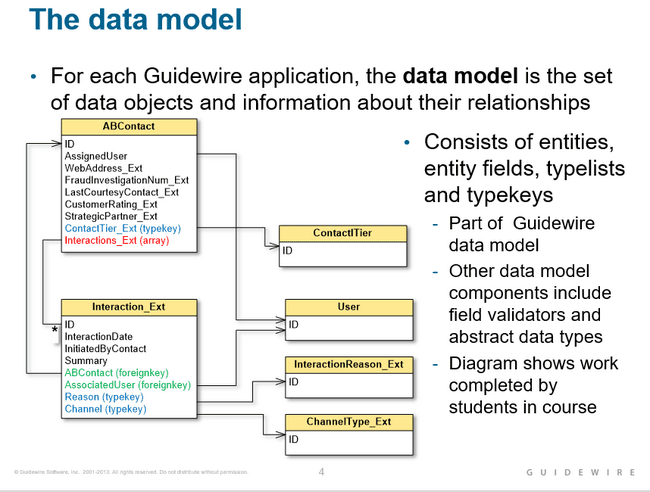 The data model
• For each Guidewire application, the data model is the set
of data objects and information about their relationships
ABContact
ID
AssignedUser
WebAddress_Ext
FraudInvestigationNum_Ext
LastCourtesyContact_Ext
CustomerRating_Ext
StrategicPartner_Ext
ContactTier_Ext (typekey)
Interactions_Ext (array)
ContactITier
ID
Interaction_Ext
*
ID
InteractionDate
InitiatedByContact
Summary
ABContact (foreignkey)
AssociatedUser (foreignkey)
Reason (typekey)
Channel (typekey)
User
ID
InteractionReason_Ext
ID
ChannelType_Ext
ID
• Consists of entities,
entity fields, typelists
and typekeys
- Part of Guidewire
data model
- Other data model
components include
field validators and
abstract data types
- Diagram shows work
completed by
students in course
© Guidewire Software, Inc. 2001-2013. All rights reserved. Do not distribute without permission.
4
GUIDEWIRE